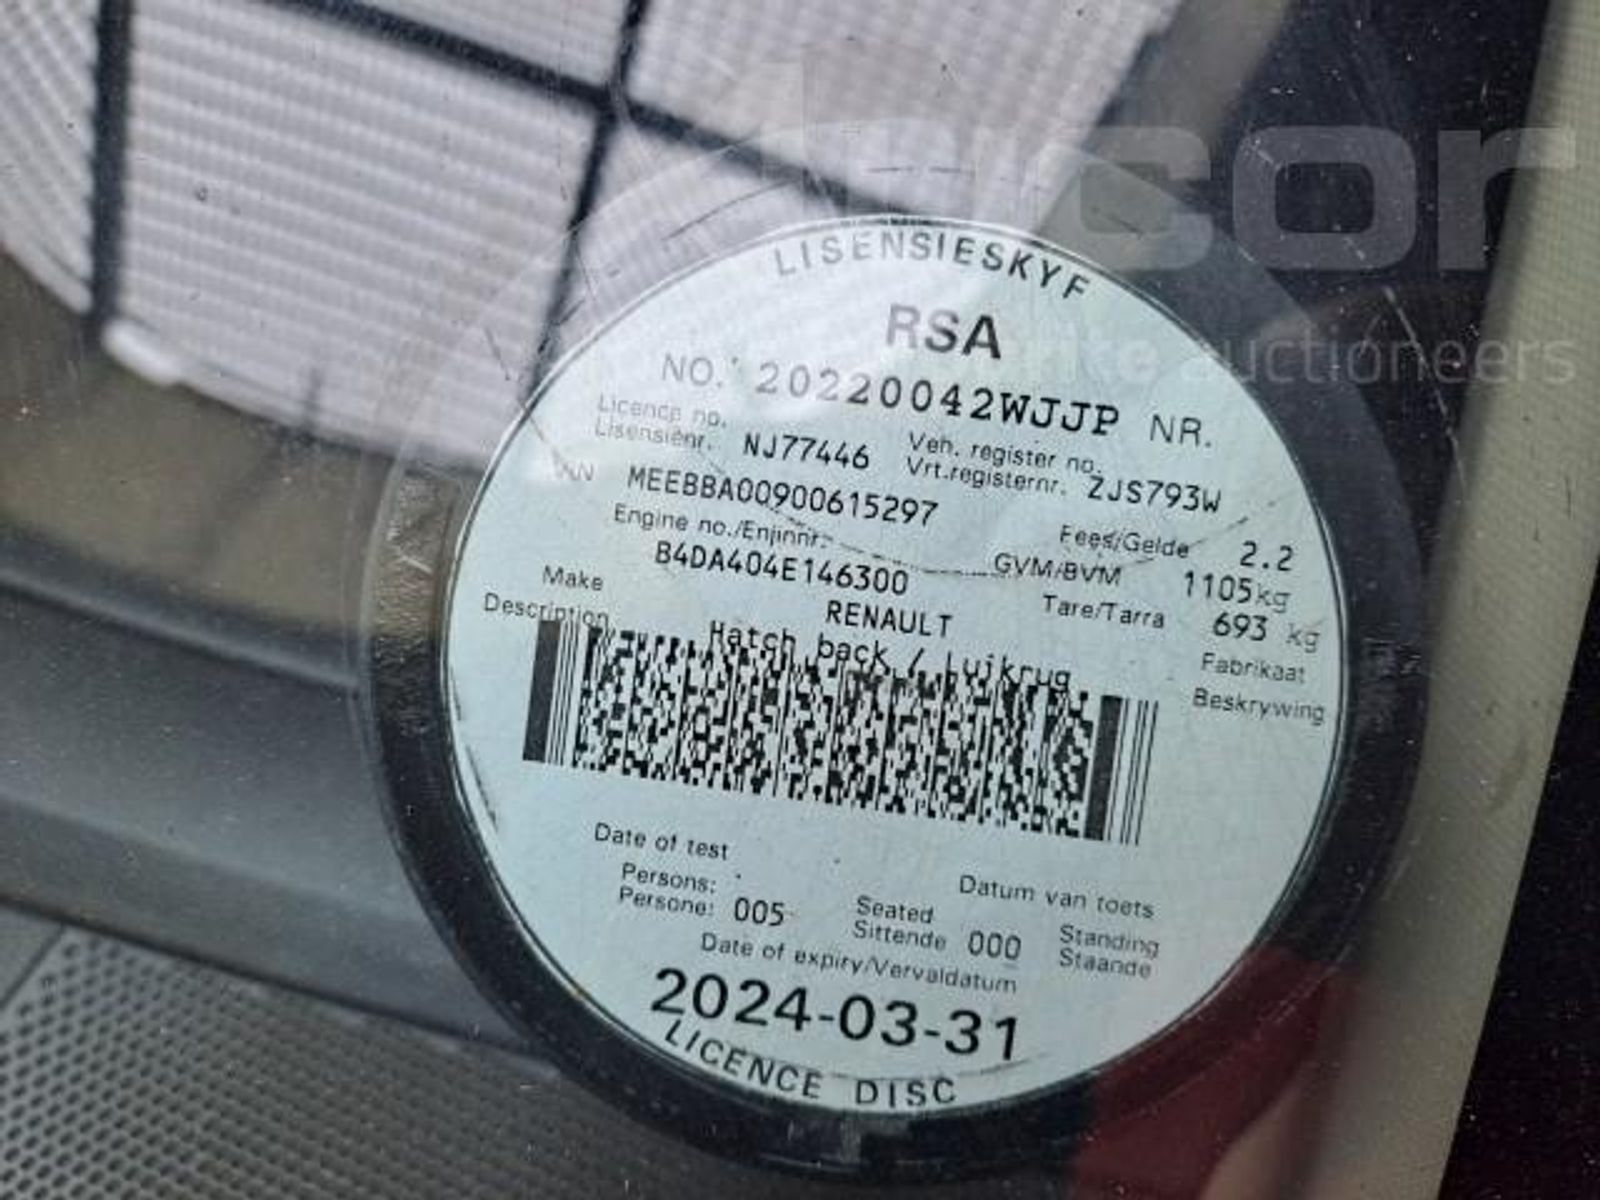 LISENSIESKYF
RSA
NO. 20220042WJJP NR.
Licence no.
Lisensiënr. NJ77446
Veh. register no.
Vrt.registernr. ZJS793W
MEEBBA00900615297
Fees/Gelde 2.2
Engine no./Enjinnr:
B4DA404E146300
GVM/BVM 1105kg
Make RENAULT
Tare/Tarra 693 kg
Fabrikaat
Description Hatch back / Luikrug
Beskrywing
Date of test
Datum van toets
Persons:
Persone: 005
Seated
Sittende 000
Standing
Staande
Date of expiry/Vervaldatum
2024-03-31
LICENCE DISC
cor
auctioneers